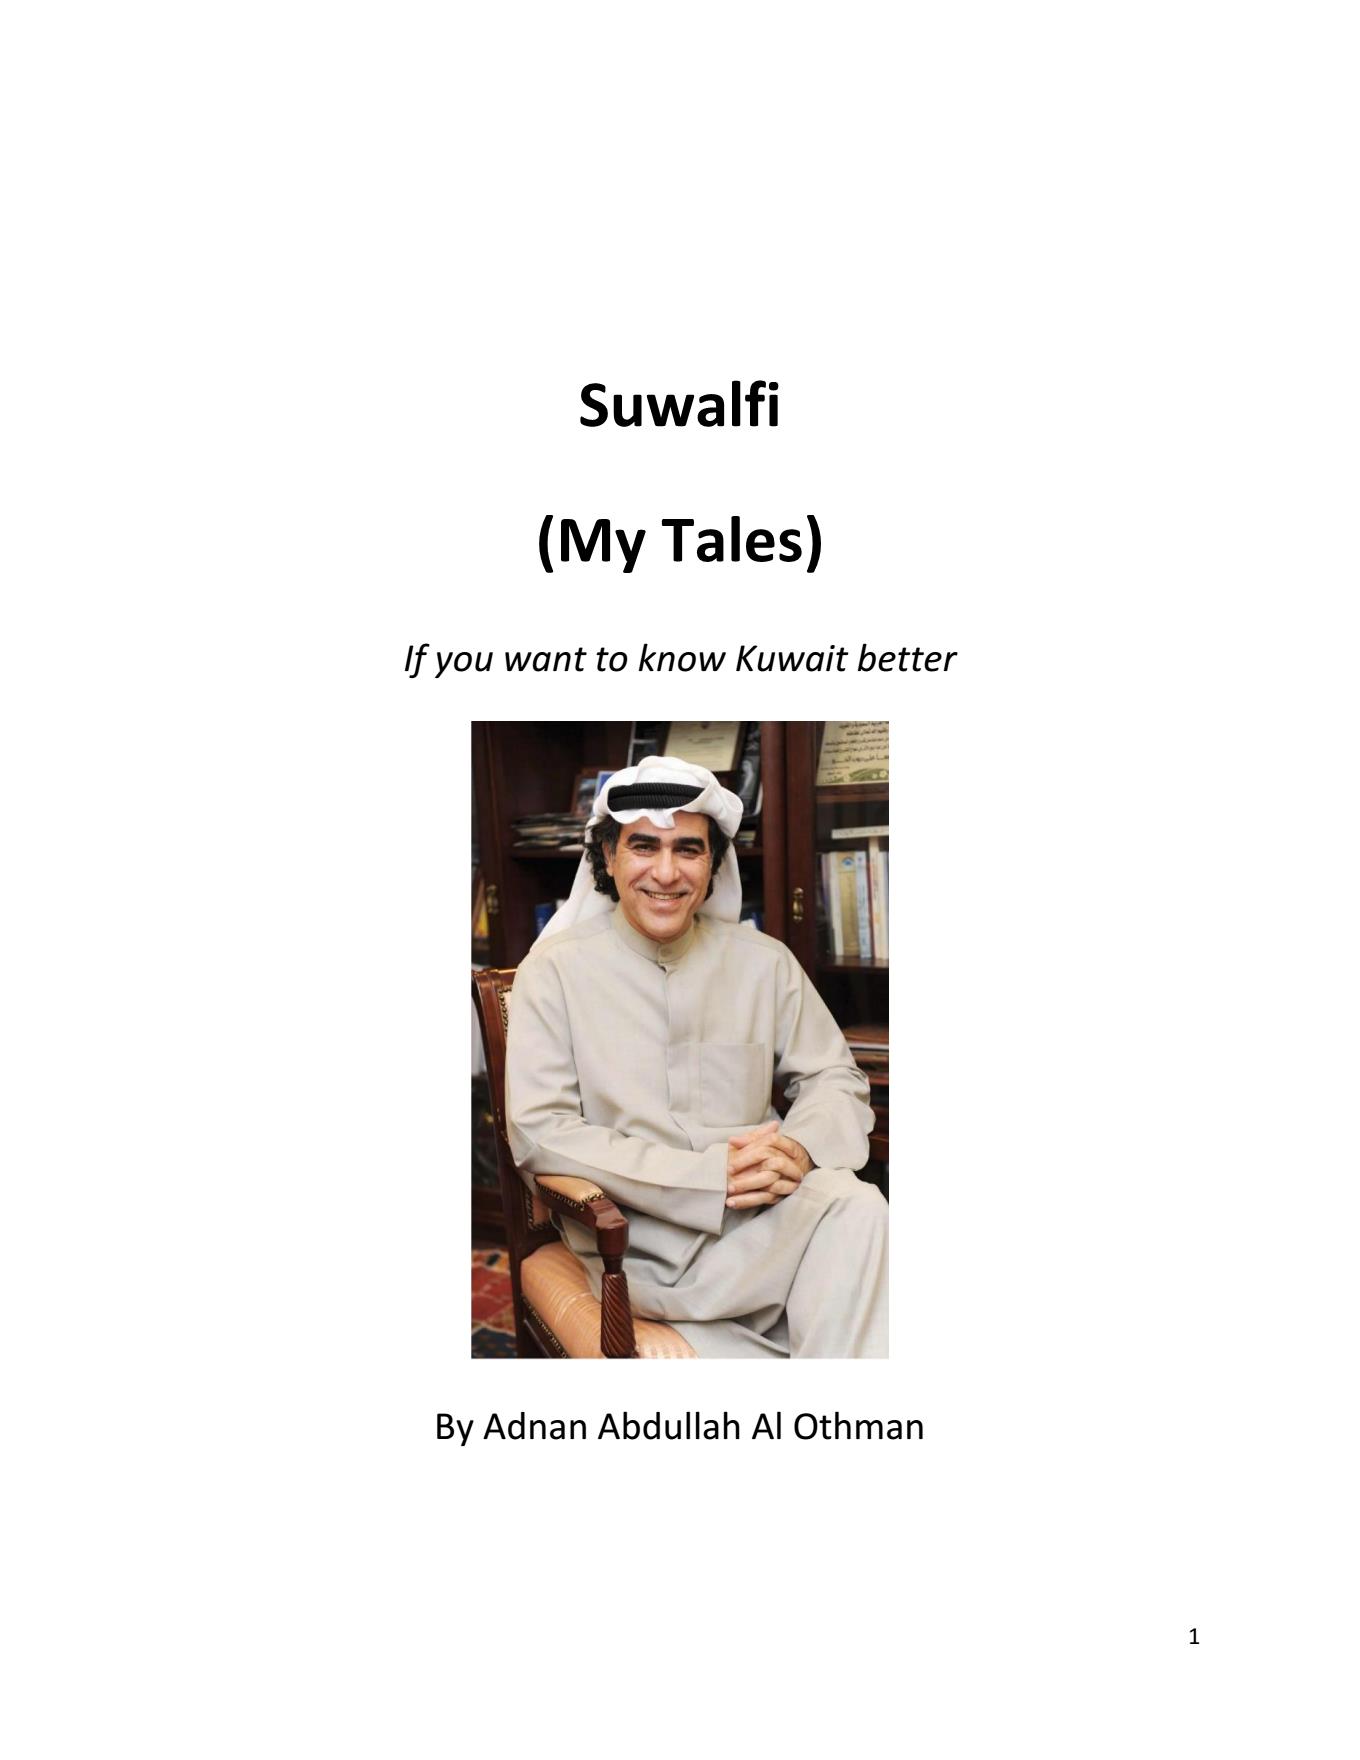 Suwalfi
(My Tales)
If you want to know Kuwait better
By Adnan Abdullah Al Othman
1